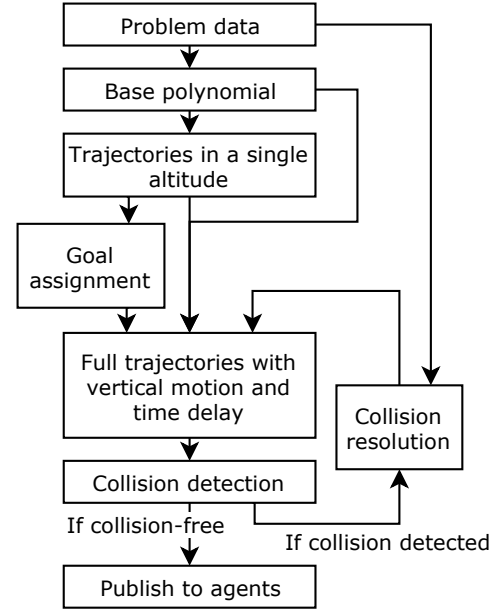 Problem data
Base polynomial
Trajectories in a single
altitude
Goal
assignment
Full trajectories with
vertical motion and
time delay
Collision
resolution
Collision detection
If collision-free
If collision detected
Publish to agents